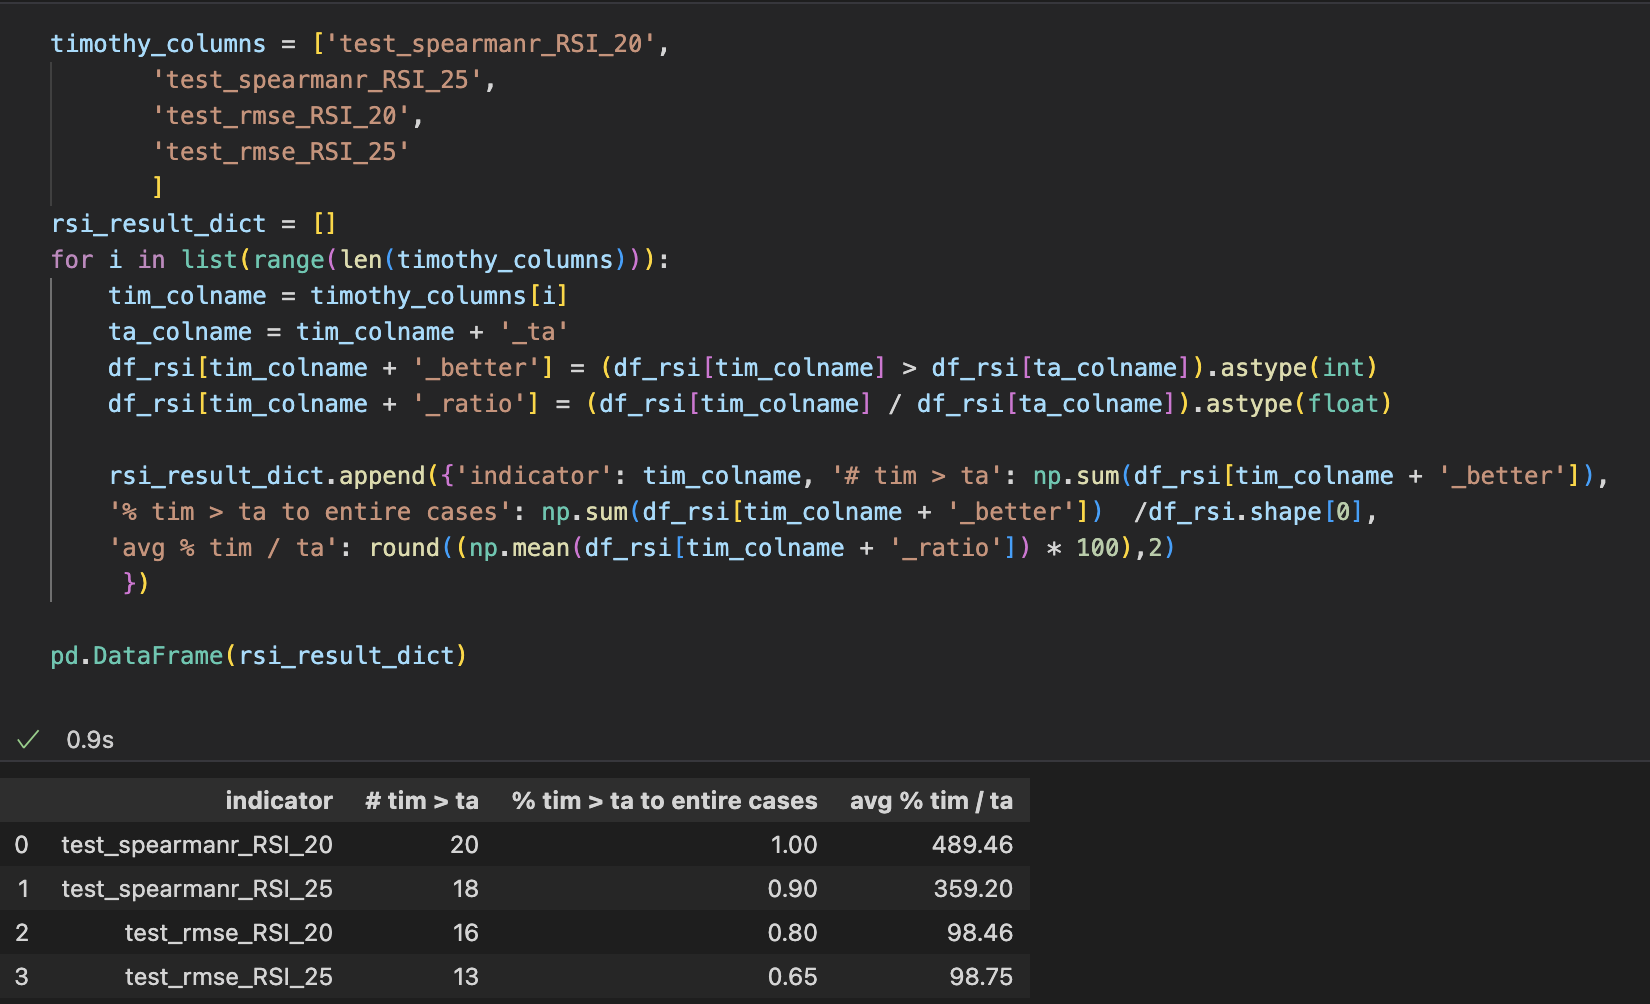 timothy_columns = ['test_spearmanr_RSI_20',
'test_spearmanr_RSI_25',
'test_rmse_RSI_20',
'test_rmse_RSI_25'
]
rsi_result_dict = []
for i in list(range(len(timothy_columns))):
tim_colname = timothy_columns[i]
ta_colname = tim_colname + '_ta'
df_rsi[tim_colname + '_better'] = (df_rsi[tim_colname] > df_rsi[ta_colname]).astype(int)
df_rsi[tim_colname + '_ratio'] = (df_rsi[tim_colname] / df_rsi[ta_colname]).astype(float)
rsi_result_dict.append({'indicator': tim_colname, '# tim > ta': np.sum(df_rsi[tim_colname + '_better']),
'% tim > ta to entire cases': np.sum(df_rsi[tim_colname + '_better'])  /df_rsi.shape[0],
'avg % tim / ta': round((np.mean(df_rsi[tim_colname + '_ratio']) * 100),2)
})
pd.DataFrame(rsi_result_dict)
✓ 0.9s
indicator # tim > ta % tim > ta to entire cases avg % tim / ta
0 test_spearmanr_RSI_20 20 1.00 489.46
1 test_spearmanr_RSI_25 18 0.90 359.20
2 test_rmse_RSI_20 16 0.80 98.46
3 test_rmse_RSI_25 13 0.65 98.75